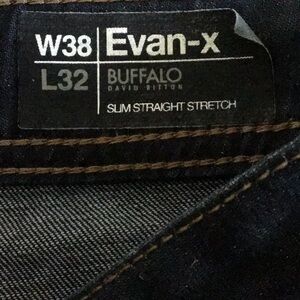 W38 Evan-x
L32 BUFFALO
DAVID BITTON
SLIM STRAIGHT STRETCH